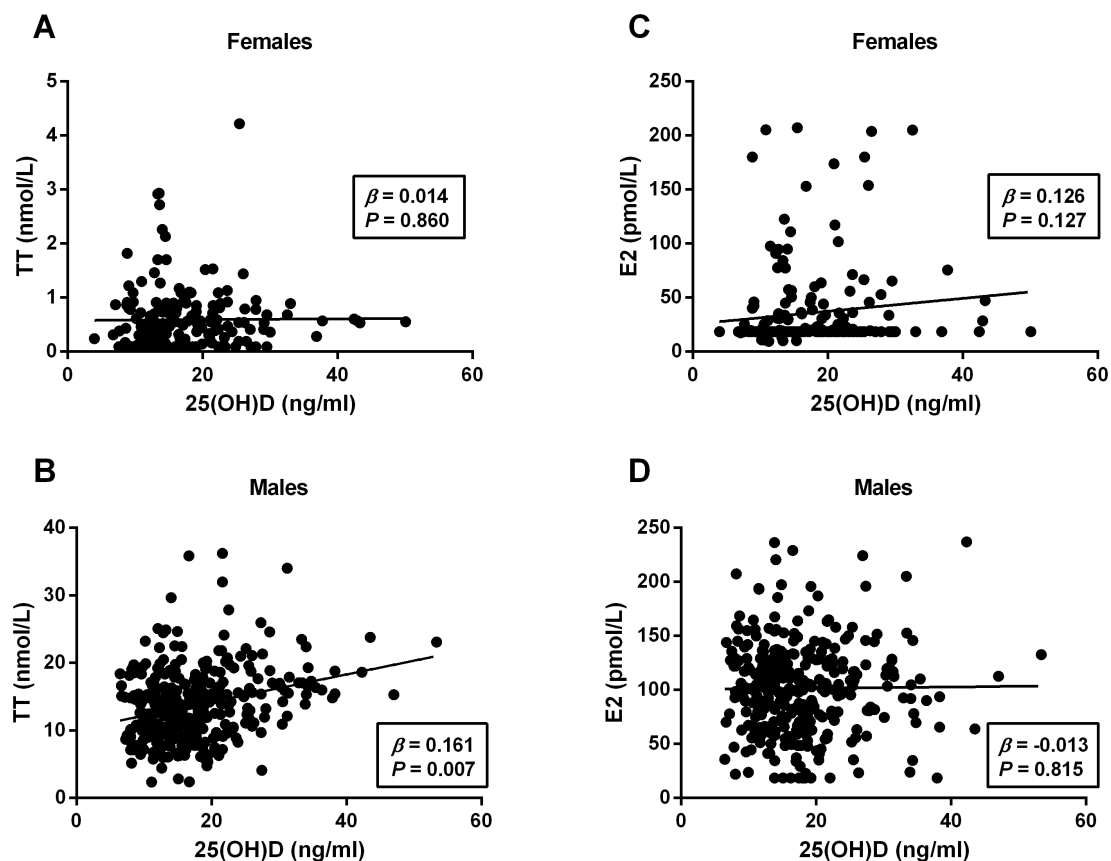 A
Females
5
4
3
2
1
0
TT (nmol/L)
β = 0.014
P = 0.860
0 20 40 60
25(OH)D (ng/ml)
C
Females
250
200
150
100
50
0
E2 (pmol/L)
β = 0.126
P = 0.127
0 20 40 60
25(OH)D (ng/ml)
B
Males
40
30
20
10
0
TT (nmol/L)
β = 0.161
P = 0.007
0 20 40 60
25(OH)D (ng/ml)
D
Males
250
200
150
100
50
0
E2 (pmol/L)
β = -0.013
P = 0.815
0 20 40 60
25(OH)D (ng/ml)